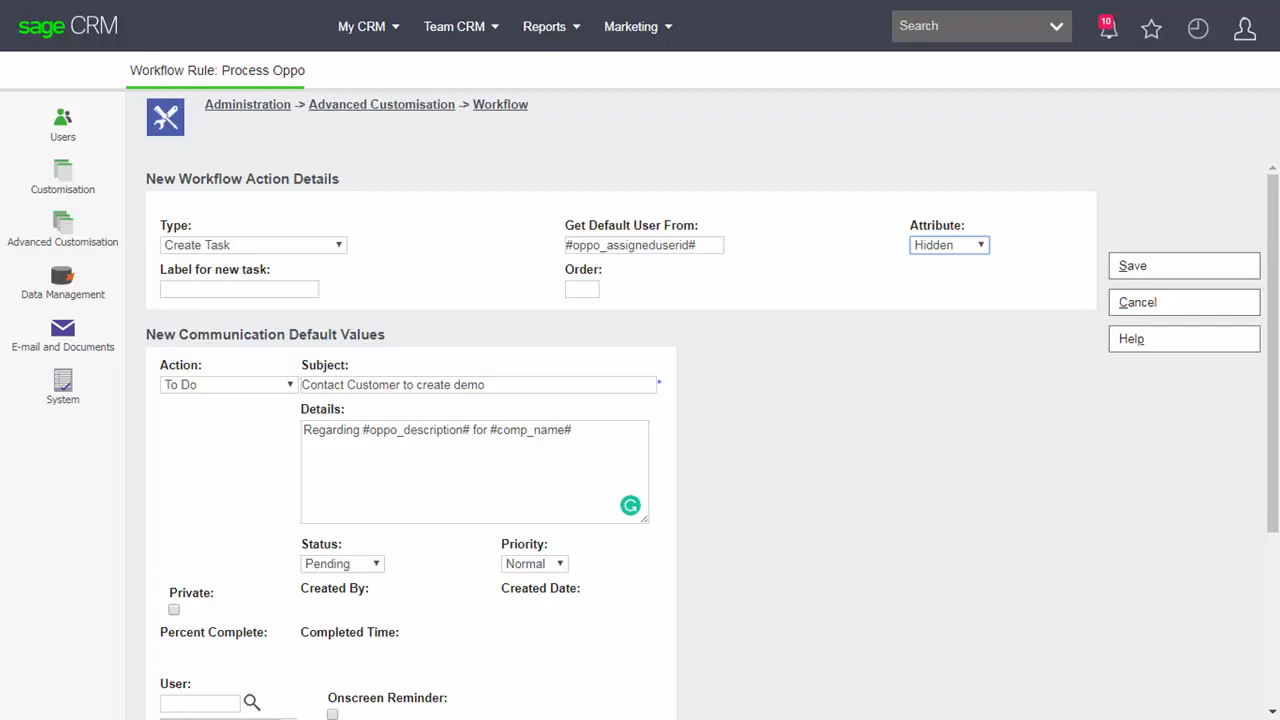 sage CRM
My CRM
Team CRM
Reports
Marketing
Search
10
Workflow Rule: Process Oppo
Administration -> Advanced Customisation -> Workflow
Users
Customisation
Advanced Customisation
Data Management
E-mail and Documents
System
New Workflow Action Details
Type:
Get Default User From:
Attribute:
Create Task
#oppo_assigneduserid#
Hidden
Label for new task:
Order:
Save
Cancel
Help
New Communication Default Values
Action:
Subject:
To Do
Contact Customer to create demo
*
Details:
Regarding #oppo_description# for #comp_name#
Status:
Priority:
Pending
Normal
Private:
Created By:
Created Date:
Percent Complete:
Completed Time:
User:
Onscreen Reminder: